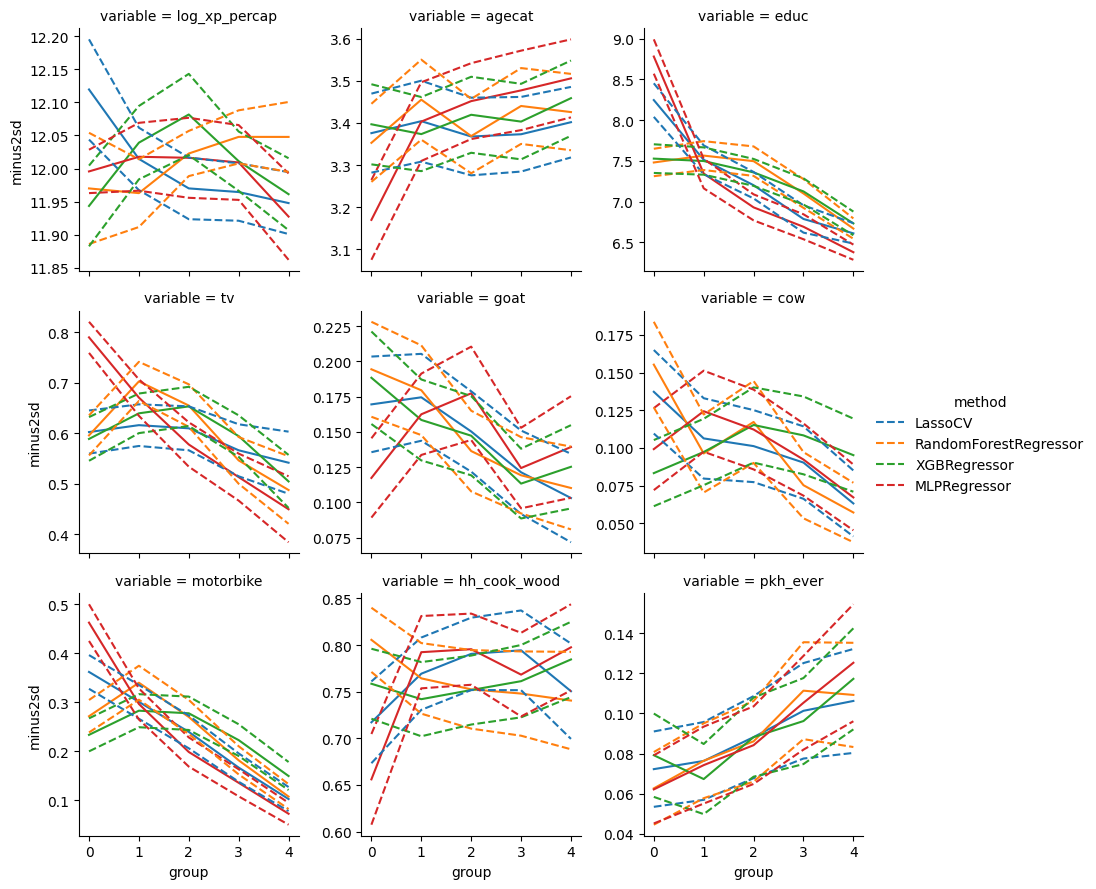 variable = log_xp_percap
variable = agecat
variable = educ
minus2sd
12.20
12.15
12.10
12.05
12.00
11.95
11.90
11.85
3.6
3.5
3.4
3.3
3.2
3.1
9.0
8.5
8.0
7.5
7.0
6.5
variable = tv
variable = goat
variable = cow
minus2sd
0.8
0.7
0.6
0.5
0.4
0.225
0.200
0.175
0.150
0.125
0.100
0.075
0.175
0.150
0.125
0.100
0.075
0.050
method
LassoCV
RandomForestRegressor
XGBRegressor
MLPRegressor
variable = motorbike
variable = hh_cook_wood
variable = pkh_ever
minus2sd
0.5
0.4
0.3
0.2
0.1
0.85
0.80
0.75
0.70
0.65
0.60
0.14
0.12
0.10
0.08
0.06
0.04
0 1 2 3 4
0 1 2 3 4
0 1 2 3 4
group
group
group